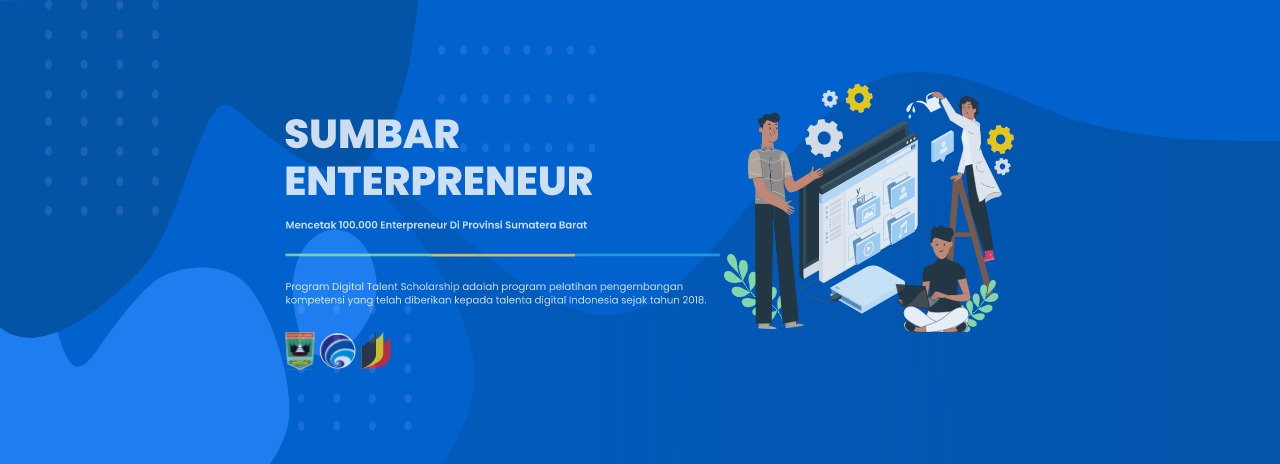 SUMBAR
ENTERPRENEUR
Mencetak 100.000 Enterpreneur Di Provinsi Sumatera Barat
Program Digital Talent Scholarship adalah program pelatihan pengembangan
kompetensi yang telah diberikan kepada talenta digital Indonesia sejak tahun 2018.